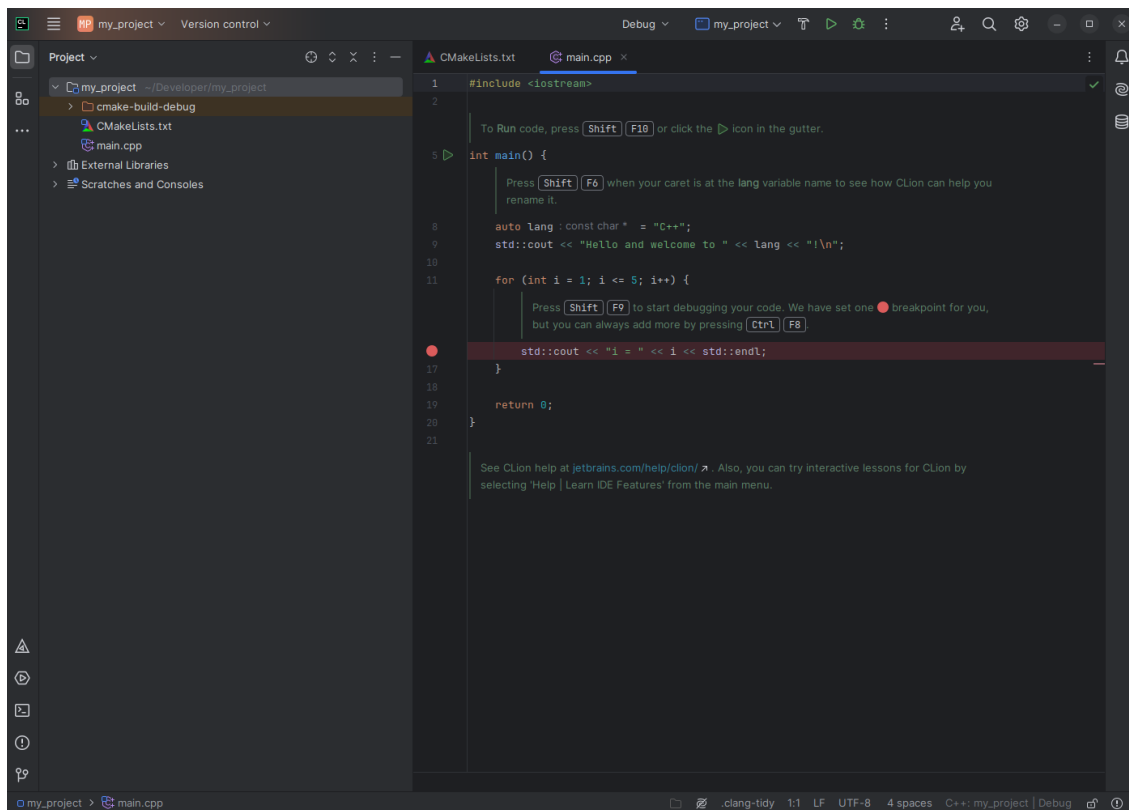 CL MP my_project Version control Debug my_project
Project
my_project ~/Developer/my_project
cmake-build-debug
CMakeLists.txt
main.cpp
External Libraries
Scratches and Consoles
CMakeLists.txt main.cpp
1 #include <iostream>
2
To Run code, press Shift F10 or click the icon in the gutter.
5 int main() {
Press Shift F6 when your caret is at the lang variable name to see how CLion can help you
rename it.
8 auto lang : const char * = "C++";
9 std::cout << "Hello and welcome to " << lang << "!\n";
10
11 for (int i = 1; i <= 5; i++) {
Press Shift F9 to start debugging your code. We have set one breakpoint for you,
but you can always add more by pressing Ctrl F8.
std::cout << "i = " << i << std::endl;
17 }
18
19 return 0;
20 }
21
See CLion help at jetbrains.com/help/clion/ ↗ . Also, you can try interactive lessons for CLion by
selecting 'Help | Learn IDE Features' from the main menu.
my_project > main.cpp .clang-tidy 1:1 LF UTF-8 4 spaces C++: my_project | Debug